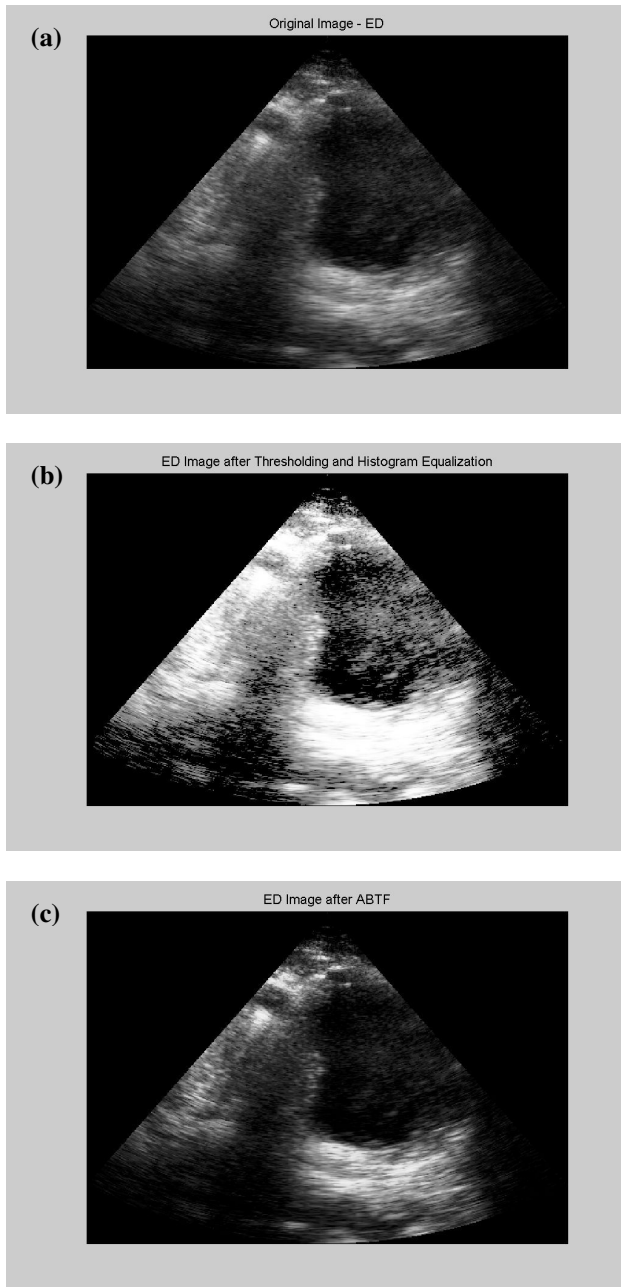 Original Image - ED
(a)
ED Image after Thresholding and Histogram Equalization
(b)
ED Image after ABTF
(c)